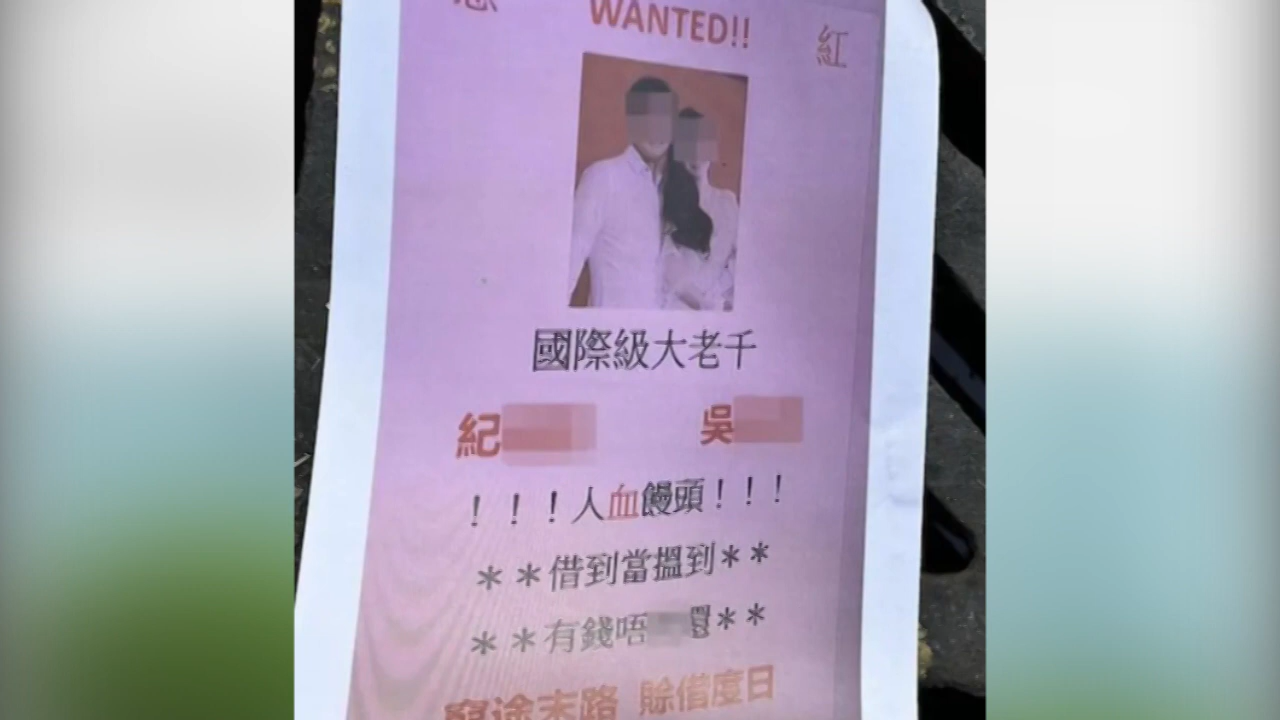 WANTED!!
紅
國際級大老千
紀 吳
！！！人血饅頭！！！
＊＊借到當搵到＊＊
＊＊有錢唔 ＊＊
窮途末路 賒借度日